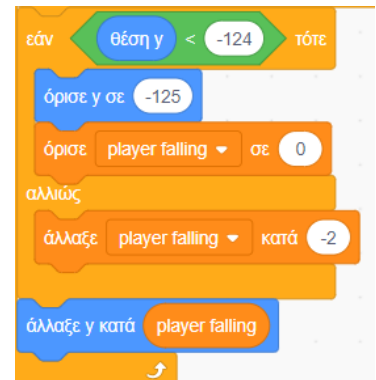 εάν θέση y < -124 τότε
όρισε y σε -125
όρισε player falling σε 0
αλλιώς
άλλαξε player falling κατά -2
άλλαξε y κατά player falling